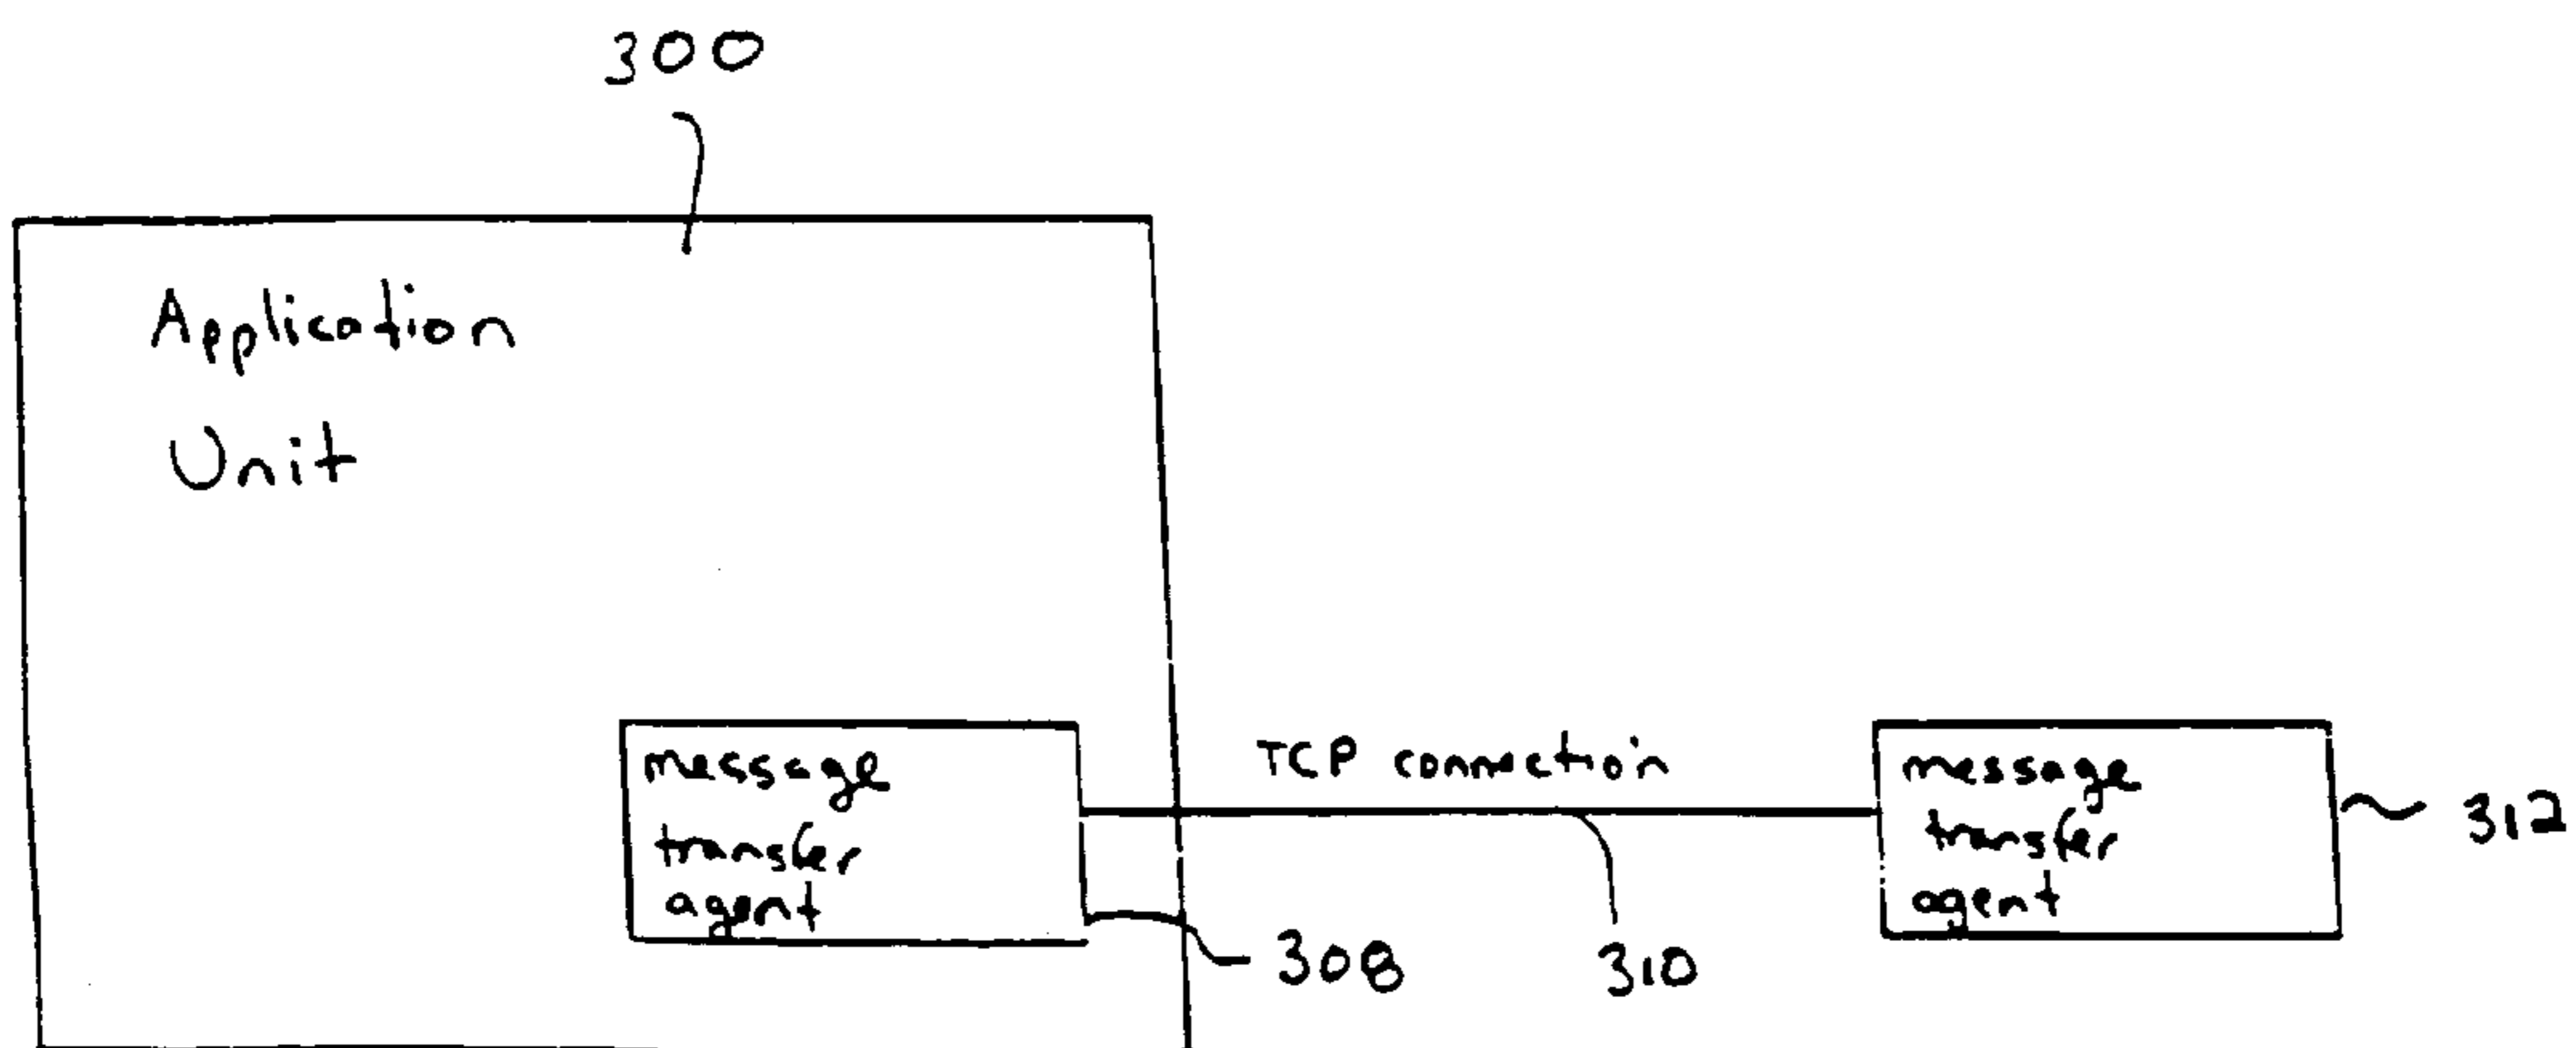 300
Application
Unit
message
transfer
agent
TCP connection
message
transfer
agent
308
310
312